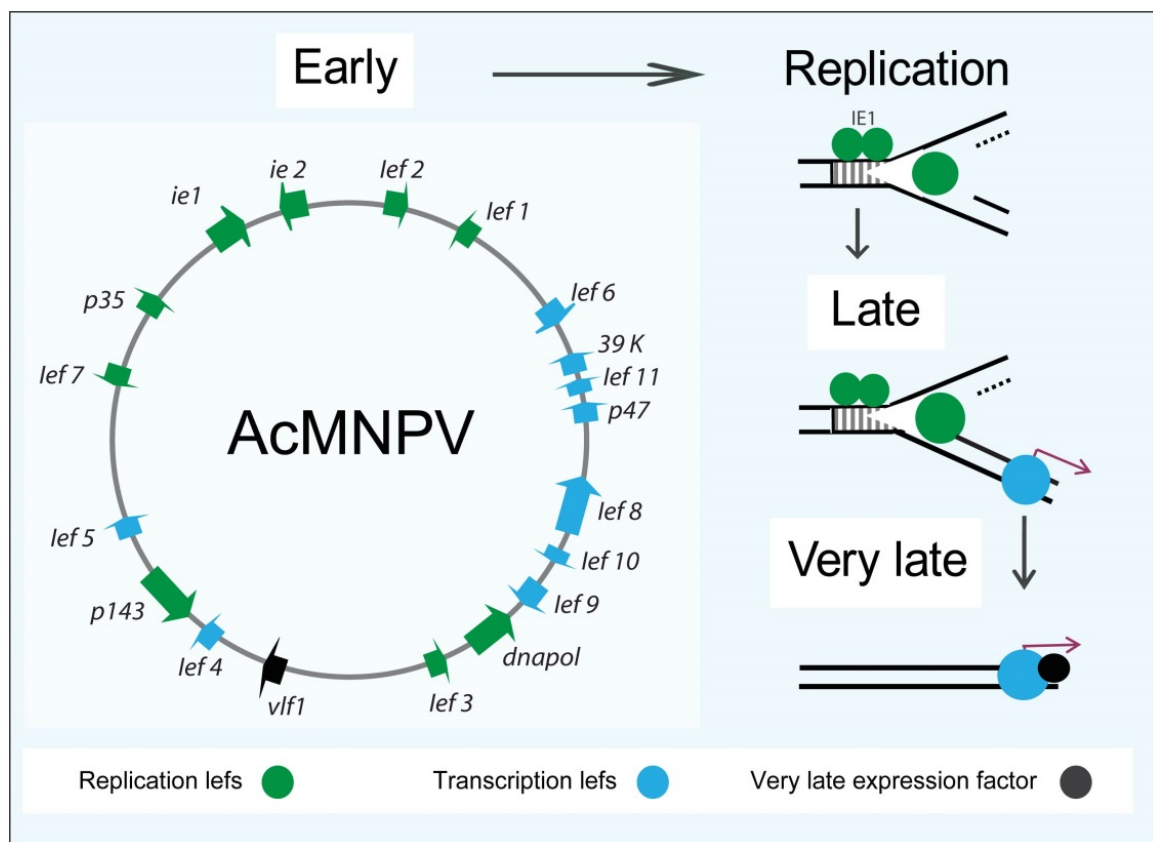 Early
Replication
IE1
ie1
ie 2
lef 2
lef 1
p35
lef 6
39 K
lef 11
p47
lef 7
AcMNPV
Late
lef 5
lef 8
lef 10
lef 9
p143
lef 4
vlf1
lef 3
dnapol
Very late
Replication lefs
Transcription lefs
Very late expression factor